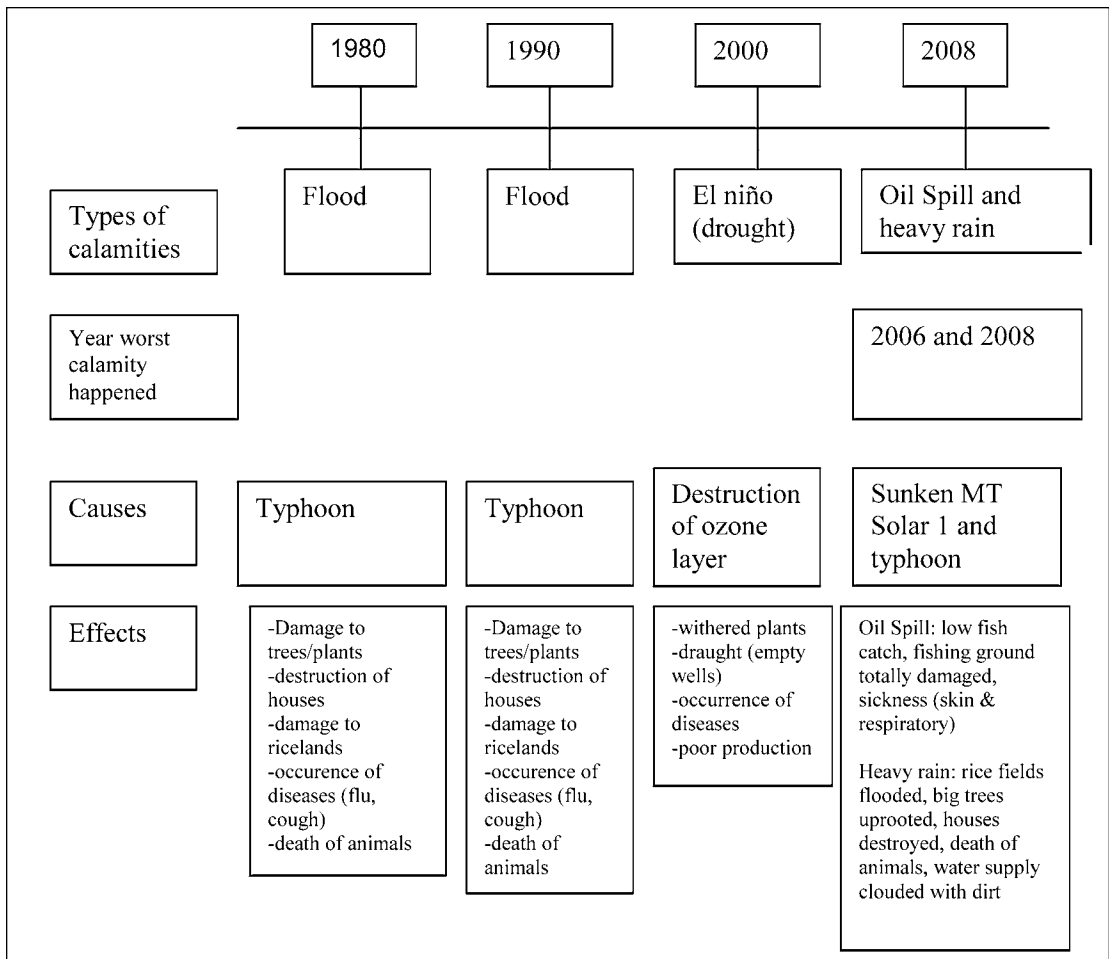 1980
1990
2000
2008
Types of
calamities
Flood
Flood
El niño
(drought)
Oil Spill and
heavy rain
Year worst
calamity
happened
2006 and 2008
Causes
Typhoon
Typhoon
Destruction
of ozone
layer
Sunken MT
Solar 1 and
typhoon
Effects
-Damage to
trees/plants
-destruction of
houses
-damage to
ricelands
-occurence of
diseases (flu,
cough)
-death of animals
-Damage to
trees/plants
-destruction of
houses
-damage to
ricelands
-occurence of
diseases (flu,
cough)
-death of
animals
-withered plants
-draught (empty
wells)
-occurrence of
diseases
-poor production
Oil Spill: low fish
catch, fishing ground
totally damaged,
sickness (skin &
respiratory)
Heavy rain: rice fields
flooded, big trees
uprooted, houses
destroyed, death of
animals, water supply
clouded with dirt